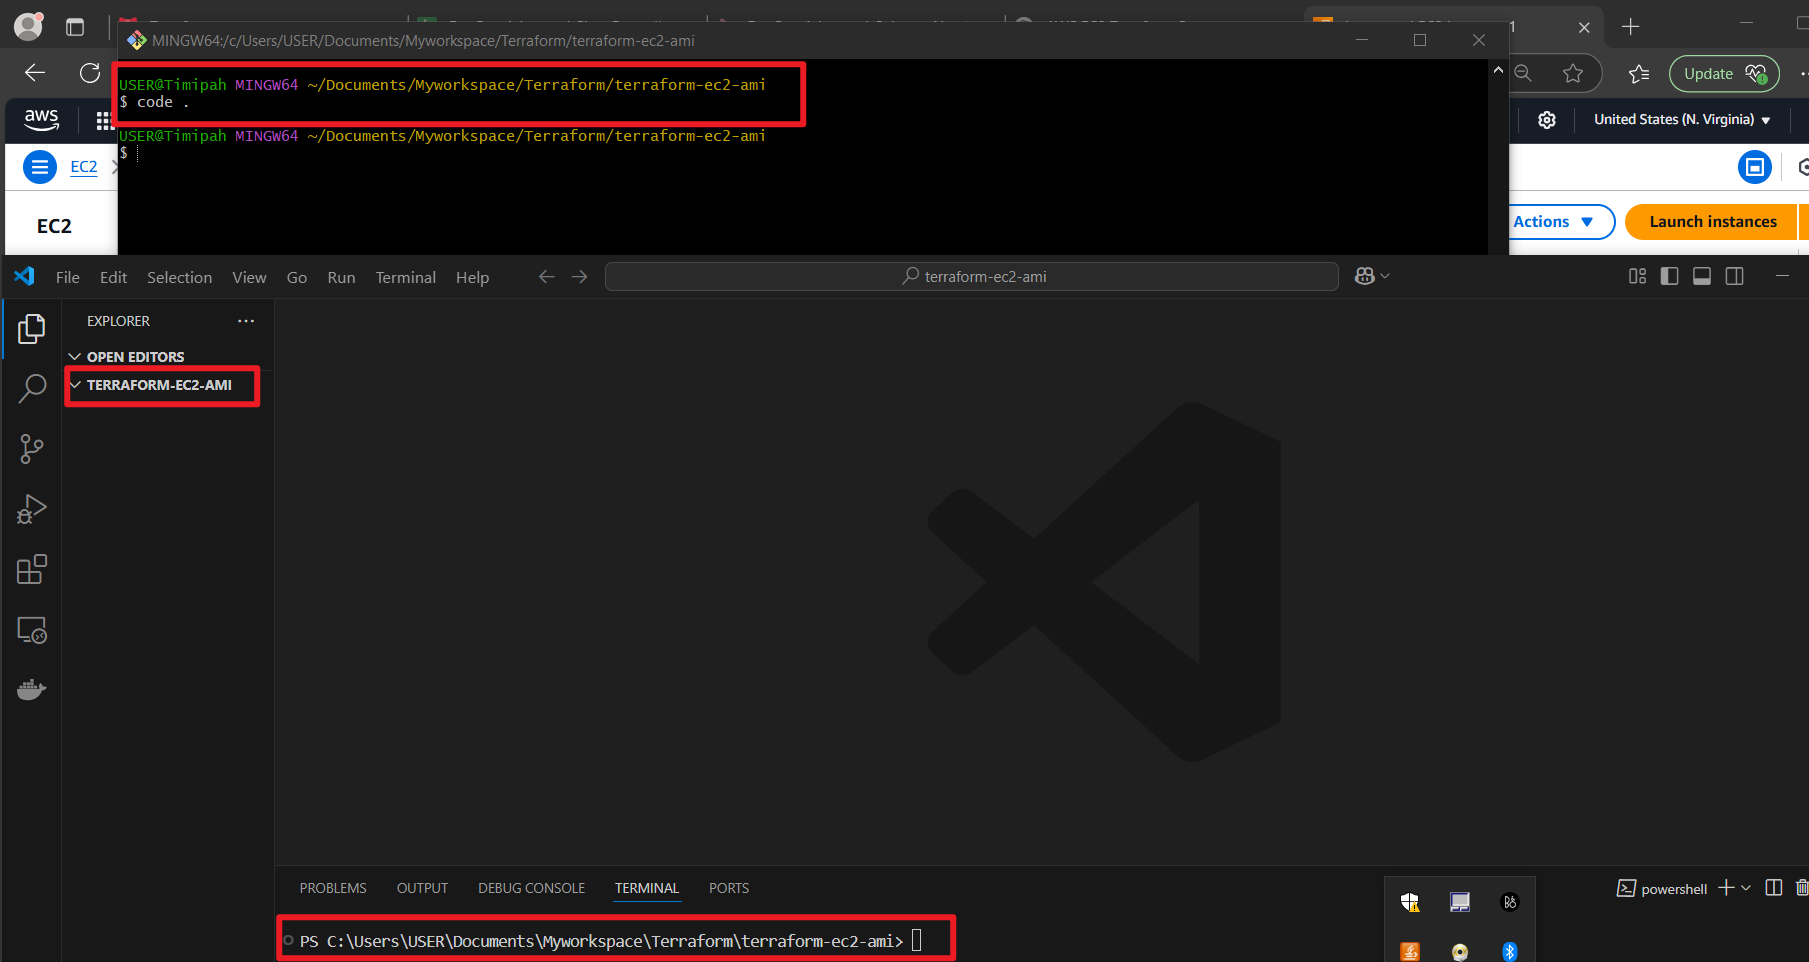 MINGW64:/c/Users/USER/Documents/Myworkspace/Terraform/terraform-ec2-ami
Update
USER@Timipah MINGW64 ~/Documents/Myworkspace/Terraform/terraform-ec2-ami
$ code .
USER@Timipah MINGW64 ~/Documents/Myworkspace/Terraform/terraform-ec2-ami
$
aws
United States (N. Virginia)
EC2
EC2
Actions
Launch instances
File Edit Selection View Go Run Terminal Help
terraform-ec2-ami
EXPLORER
OPEN EDITORS
TERRAFORM-EC2-AMI
PROBLEMS OUTPUT DEBUG CONSOLE TERMINAL PORTS
powershell
PS C:\Users\USER\Documents\Myworkspace\Terraform\terraform-ec2-ami>